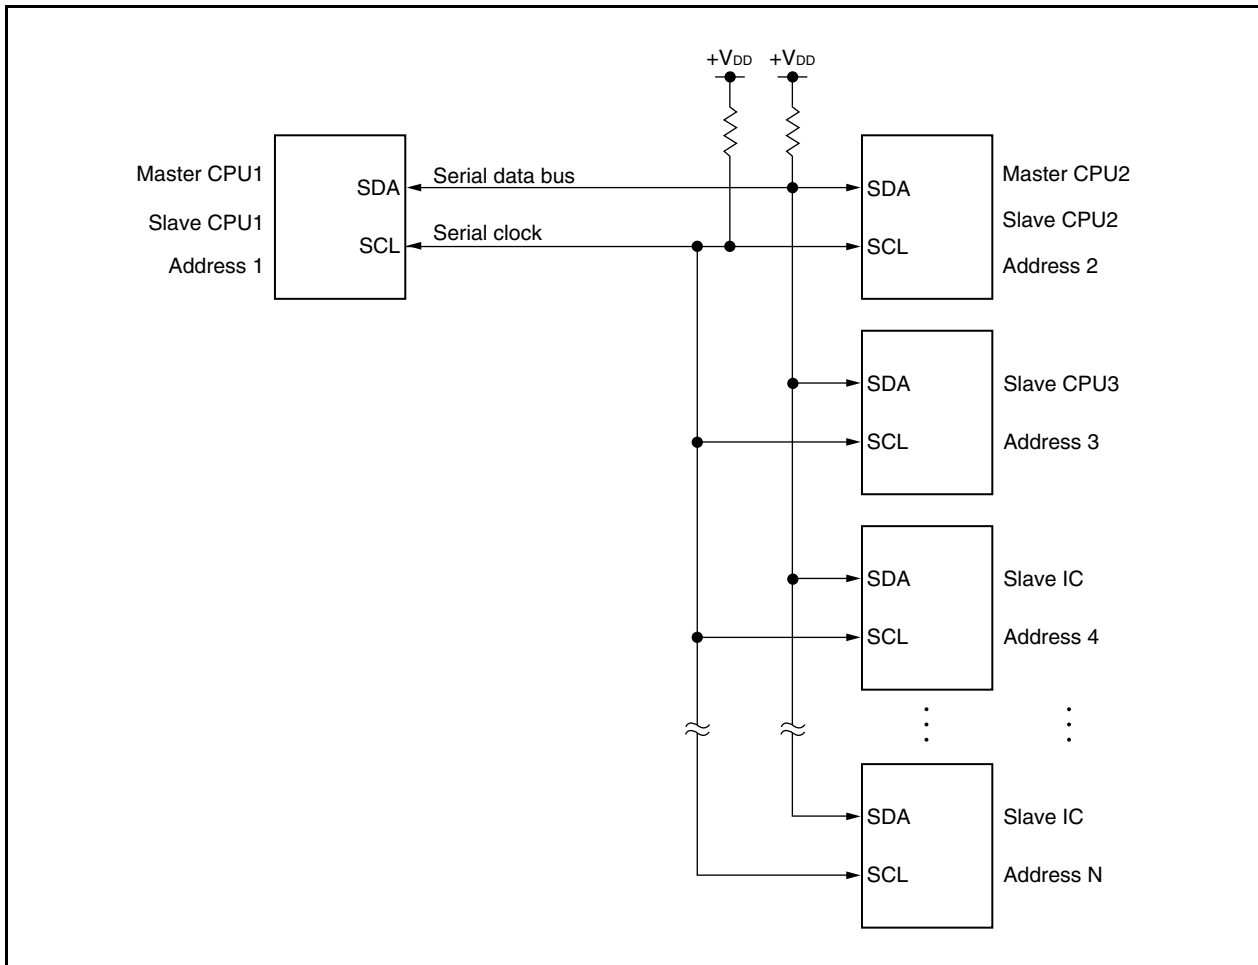 +VDD +VDD
Master CPU1
Slave CPU1
Address 1
SDA
SCL
Serial data bus
Serial clock
SDA
SCL
Master CPU2
Slave CPU2
Address 2
SDA
SCL
Slave CPU3
Address 3
SDA
SCL
Slave IC
Address 4
SDA
SCL
Slave IC
Address N